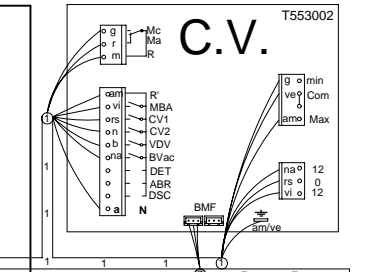 T553002
C.V.
g Mc
r Ma
m R
am R'
vi MBA
rs CV1
n CV2
b VDV
na BVac
DET
ABR
DSC
a N
g min
ve Com
am Max
na 12
rs 0
vi 12
BMF
am/ve
1
1
1
1
1
1
1
1